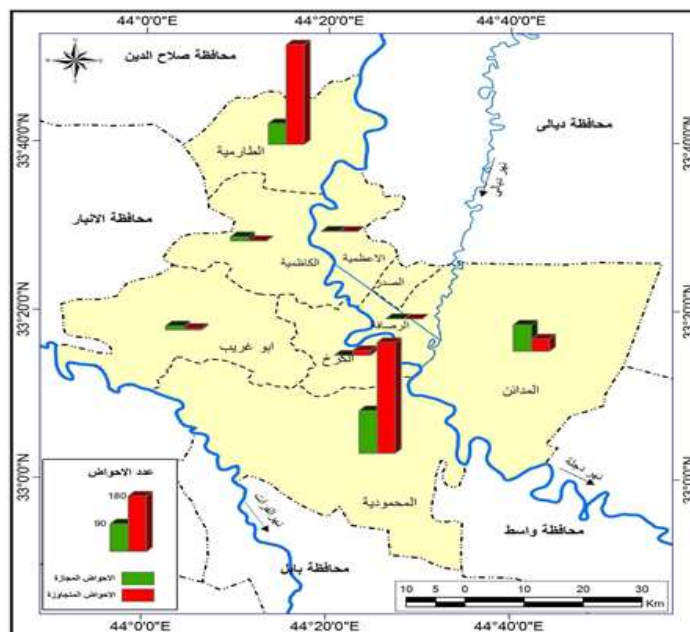 44°0'0"E 44°20'0"E 44°40'0"E
محافظة صلاح الدين
محافظة ديالى
33°40'0"N 33°40'0"N
الطارمية
نهر ديالى
محافظة الانبار
الاعظمية
الكاظمية
الصدر
33°20'0"N 33°20'0"N
الرصافة
ابو غريب
الكرخ
المدائن
33°0'0"N 33°0'0"N
نهر دجلة
عدد الاحواض
180
90
المحمودية
نهر الفرات
محافظة واسط
محافظة بابل
الاحواض المجازة
الاحواض المتجاوزة
10 5 0 10 20 30
Km
44°0'0"E 44°20'0"E 44°40'0"E